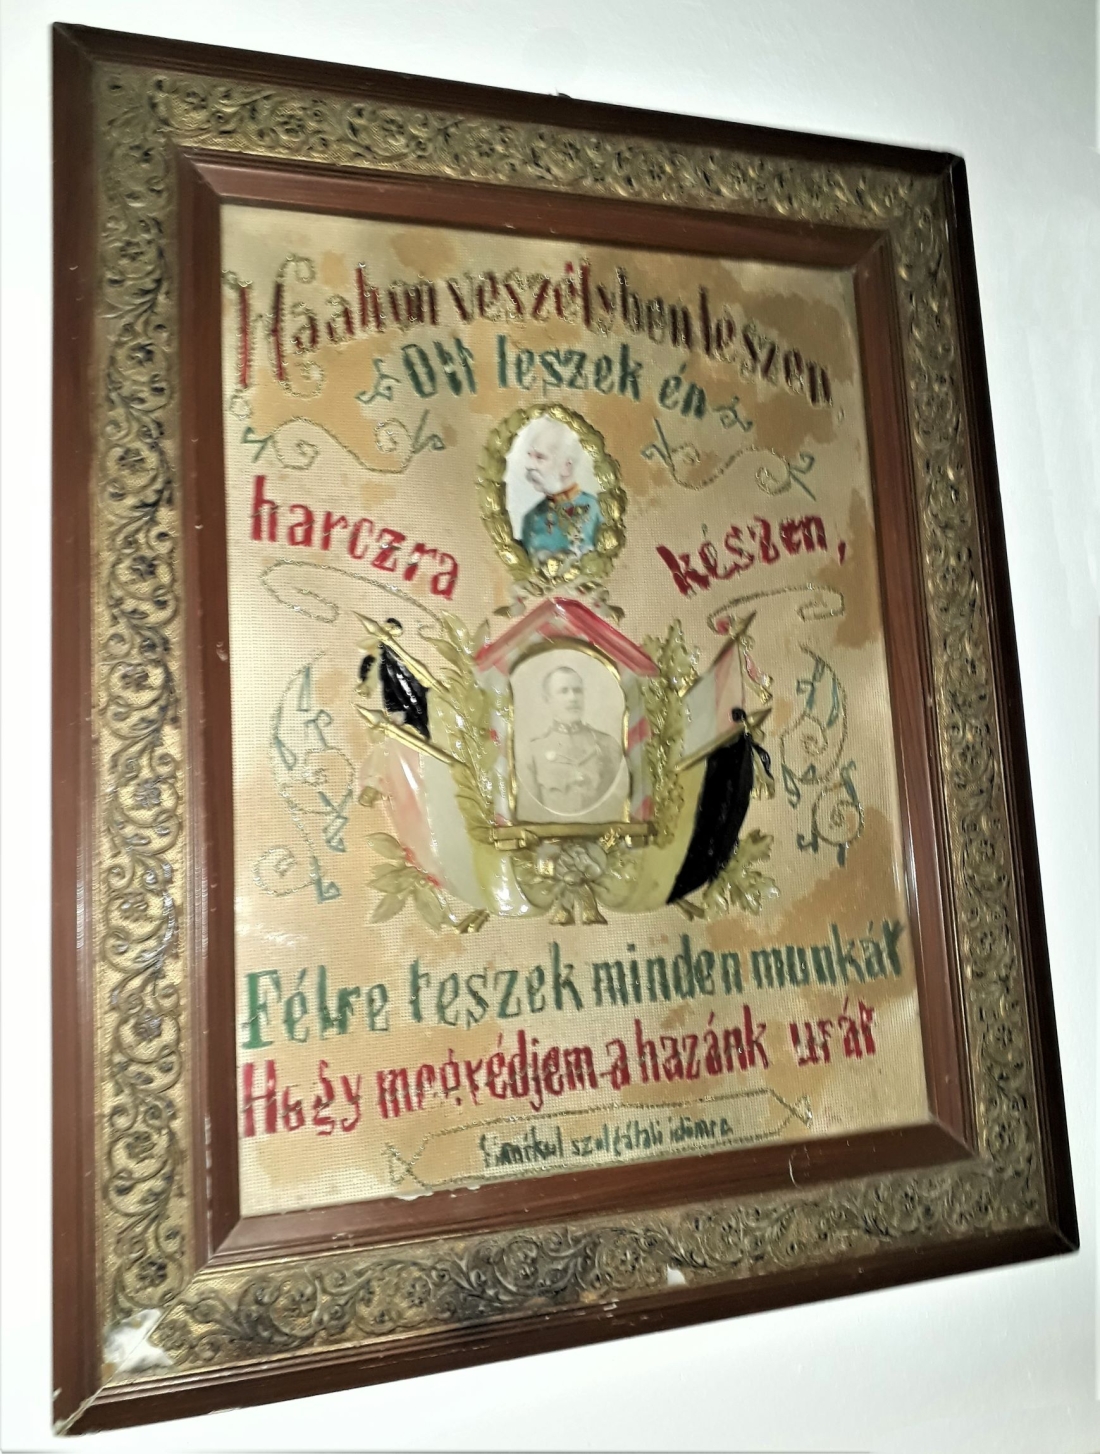 Ha a hon veszélyben leszen,
Ott leszek én
harczra készen,
Félre teszek minden munkát
Hogy megvédjem a hazánk urát
Emlékül szolgálati időmra